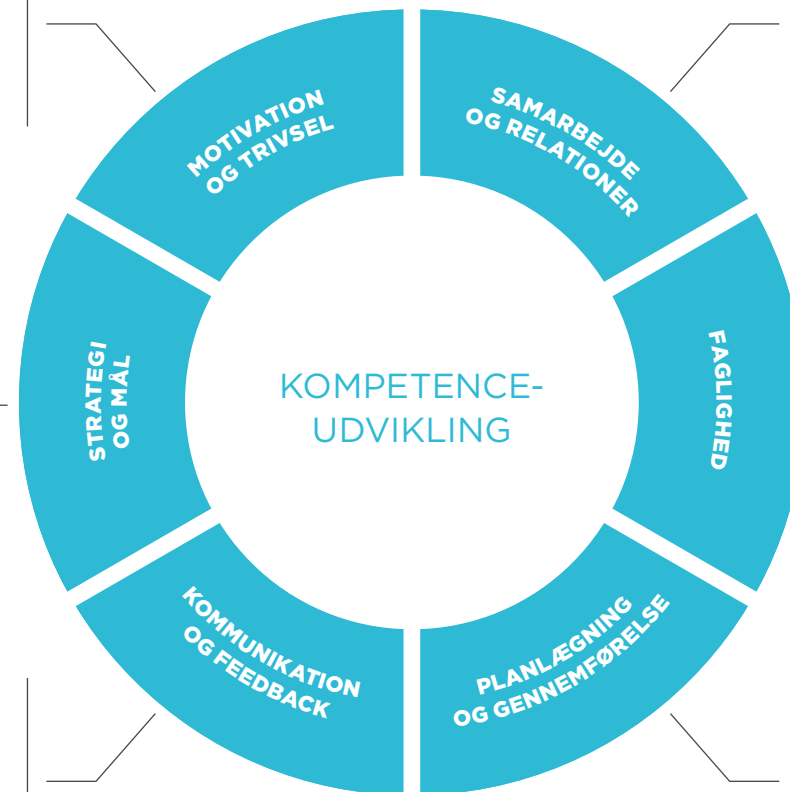 MOTIVATION
OG TRIVSEL
SAMARBEJDE
OG RELATIONER
STRATEGI
OG MÅL
KOMPETENCE-
UDVIKLING
FAGLIGHED
KOMMUNIKATION
OG FEEDBACK
PLANLÆGNING
OG GENNEMFØRELSE